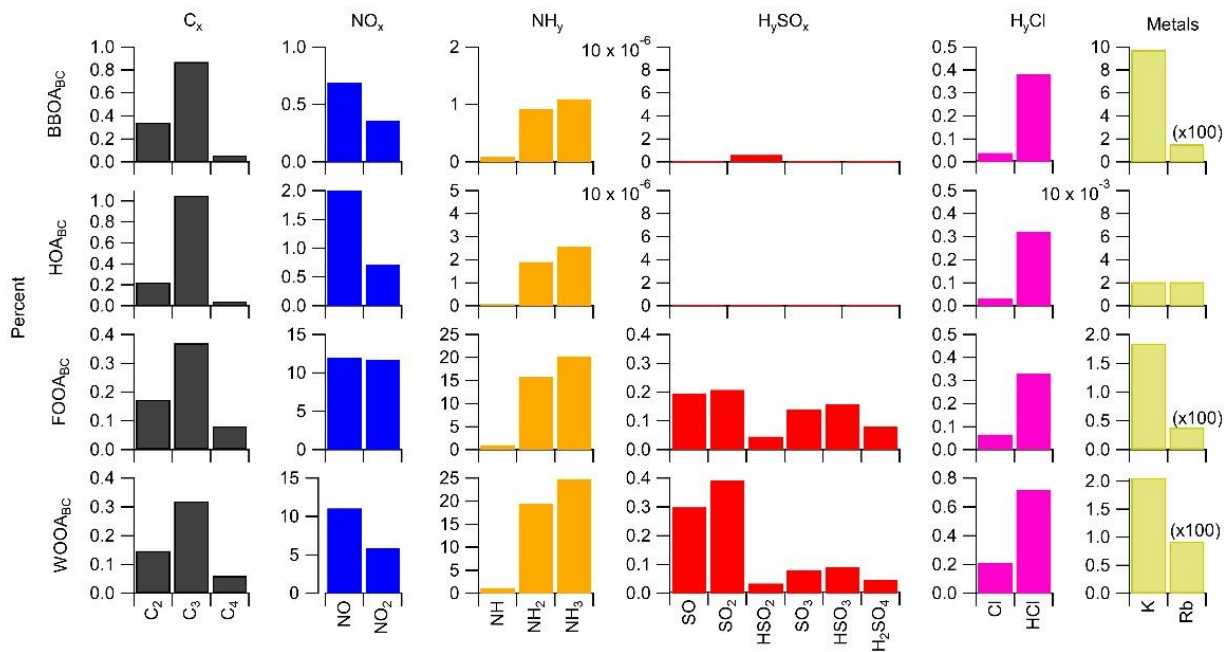 Cₓ NOₓ NHᵧ HᵧSOₓ HᵧCl Metals
Percent
BBOA_BC
1.0 0.8 0.6 0.4 0.2 0.0
1.0 0.5 0.0
2 1 0
10 x 10⁻⁶ 8 6 4 2 0
0.5 0.4 0.3 0.2 0.1 0.0
10 8 6 4 2 0
(x100)
HOA_BC
1.0 0.8 0.6 0.4 0.2 0.0
2.0 1.5 1.0 0.5 0.0
5 4 3 2 1 0
10 x 10⁻⁶ 8 6 4 2 0
0.5 0.4 0.3 0.2 0.1 0.0
10 x 10⁻³ 8 6 4 2 0
FOOA_BC
0.4 0.3 0.2 0.1 0.0
15 10 5 0
25 20 15 10 5 0
0.4 0.3 0.2 0.1 0.0
0.5 0.4 0.3 0.2 0.1 0.0
2.0 1.5 1.0 0.5 0.0
(x100)
WOOA_BC
0.4 0.3 0.2 0.1 0.0
15 10 5 0
25 20 15 10 5 0
0.4 0.3 0.2 0.1 0.0
0.8 0.6 0.4 0.2 0.0
2.0 1.5 1.0 0.5 0.0
(x100)
C₂ C₃ C₄ NO NO₂ NH NH₂ NH₃ SO SO₂ HSO₂ SO₃ HSO₃ H₂SO₄ Cl HCl K Rb